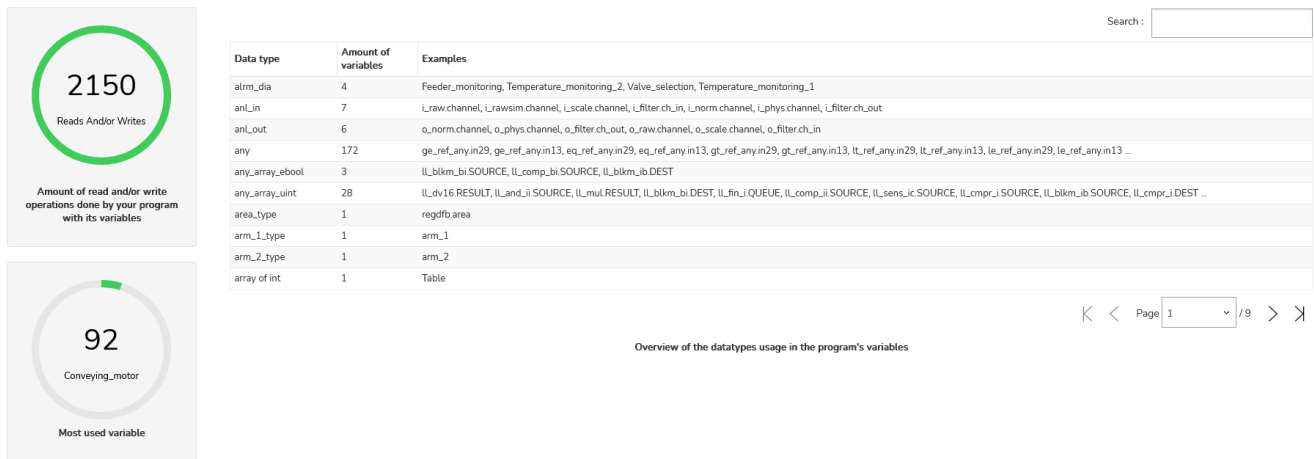 2150
Reads And/or Writes
Amount of read and/or write
operations done by your program
with its variables
92
Conveying_motor
Most used variable
Search :
Data type Amount of variables Examples
alrm_dia 4 Feeder_monitoring, Temperature_monitoring_2, Valve_selection, Temperature_monitoring_1
anl_in 7 i_raw.channel, i_rawsim.channel, i_scale.channel, i_filter.ch_in, i_norm.channel, i_phys.channel, i_filter.ch_out
anl_out 6 o_norm.channel, o_phys.channel, o_filter.ch_out, o_raw.channel, o_scale.channel, o_filter.ch_in
any 172 ge_ref_any.in29, ge_ref_any.in13, eq_ref_any.in29, eq_ref_any.in13, gt_ref_any.in29, gt_ref_any.in13, lt_ref_any.in29, lt_ref_any.in13, le_ref_any.in29, le_ref_any.in13 ...
any_array_ebool 3 ll_blkm_bi.SOURCE, ll_comp_bi.SOURCE, ll_blkm_ib.DEST
any_array_uint 28 ll_dv16.RESULT, ll_and_ii.SOURCE, ll_mul.RESULT, ll_blkm_bi.DEST, ll_fin_i.QUEUE, ll_comp_ii.SOURCE, ll_sens_ic.SOURCE, ll_cmpr_i.SOURCE, ll_blkm_ib.SOURCE, ll_cmpr_i.DEST ...
area_type 1 regdfb.area
arm_1_type 1 arm_1
arm_2_type 1 arm_2
array of int 1 Table
Page 1 / 9
Overview of the datatypes usage in the program's variables